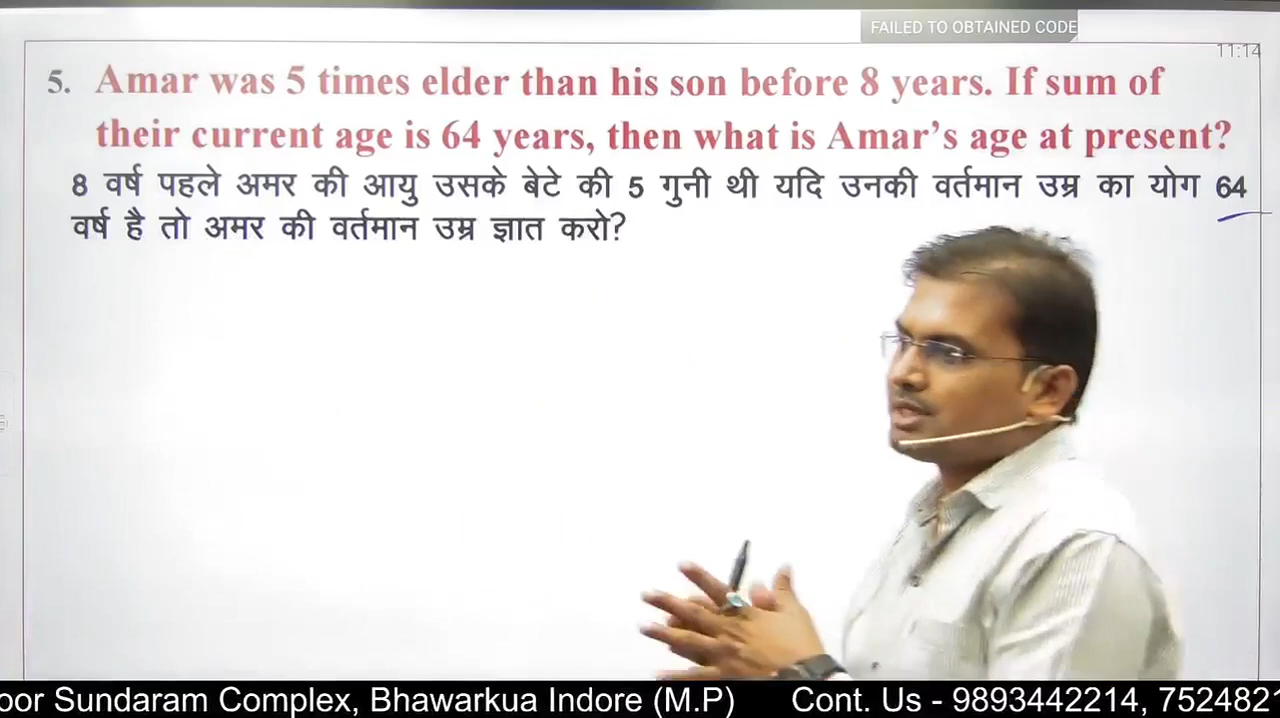 FAILED TO OBTAINED CODE
11:14
5. Amar was 5 times elder than his son before 8 years. If sum of
their current age is 64 years, then what is Amar’s age at present?
8 वर्ष पहले अमर की आयु उसके बेटे की 5 गुनी थी यदि उनकी वर्तमान उम्र का योग 64
वर्ष है तो अमर की वर्तमान उम्र ज्ञात करो?
oor Sundaram Complex, Bhawarkua Indore (M.P) Cont. Us - 9893442214, 752482